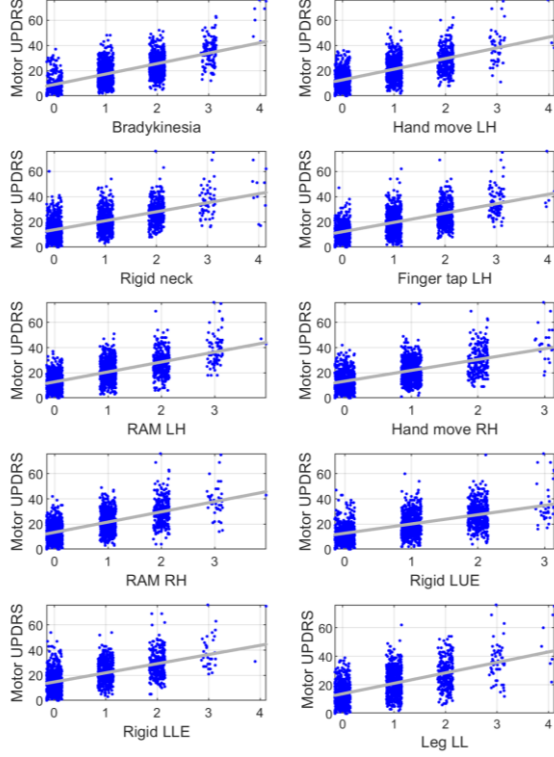 Motor UPDRS
60
40
20
0
0 1 2 3 4
Bradykinesia
Motor UPDRS
60
40
20
0
0 1 2 3 4
Hand move LH
Motor UPDRS
60
40
20
0
0 1 2 3 4
Rigid neck
Motor UPDRS
60
40
20
0
0 1 2 3 4
Finger tap LH
Motor UPDRS
60
40
20
0
0 1 2 3
RAM LH
Motor UPDRS
60
40
20
0
0 1 2 3
Hand move RH
Motor UPDRS
60
40
20
0
0 1 2 3
RAM RH
Motor UPDRS
60
40
20
0
0 1 2 3
Rigid LUE
Motor UPDRS
60
40
20
0
0 1 2 3 4
Rigid LLE
Motor UPDRS
60
40
20
0
0 1 2 3 4
Leg LL